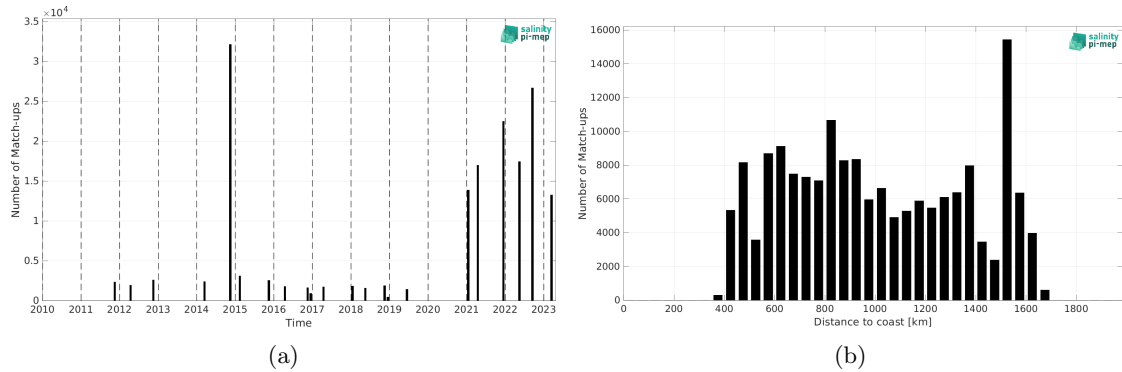 ×10⁴
3.5
3
2.5
2
1.5
1
0.5
0
2010 2011 2012 2013 2014 2015 2016 2017 2018 2019 2020 2021 2022 2023
Time
Number of Match-ups
salinity
pi-mep
(a)
16000
14000
12000
10000
8000
6000
4000
2000
0
0 200 400 600 800 1000 1200 1400 1600 1800
Distance to coast [km]
Number of Match-ups
salinity
pi-mep
(b)